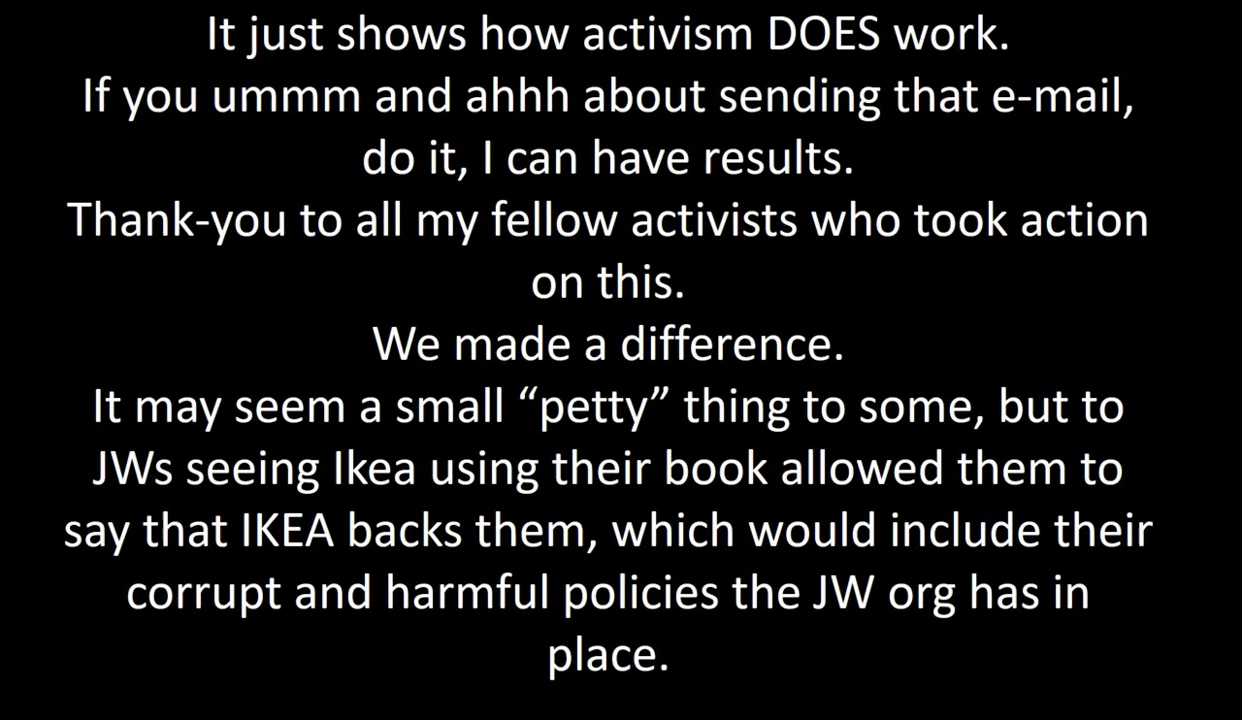 It just shows how activism DOES work.
If you ummm and ahhh about sending that e-mail,
do it, I can have results.
Thank-you to all my fellow activists who took action
on this.
We made a difference.
It may seem a small “petty” thing to some, but to
JWs seeing Ikea using their book allowed them to
say that IKEA backs them, which would include their
corrupt and harmful policies the JW org has in
place.